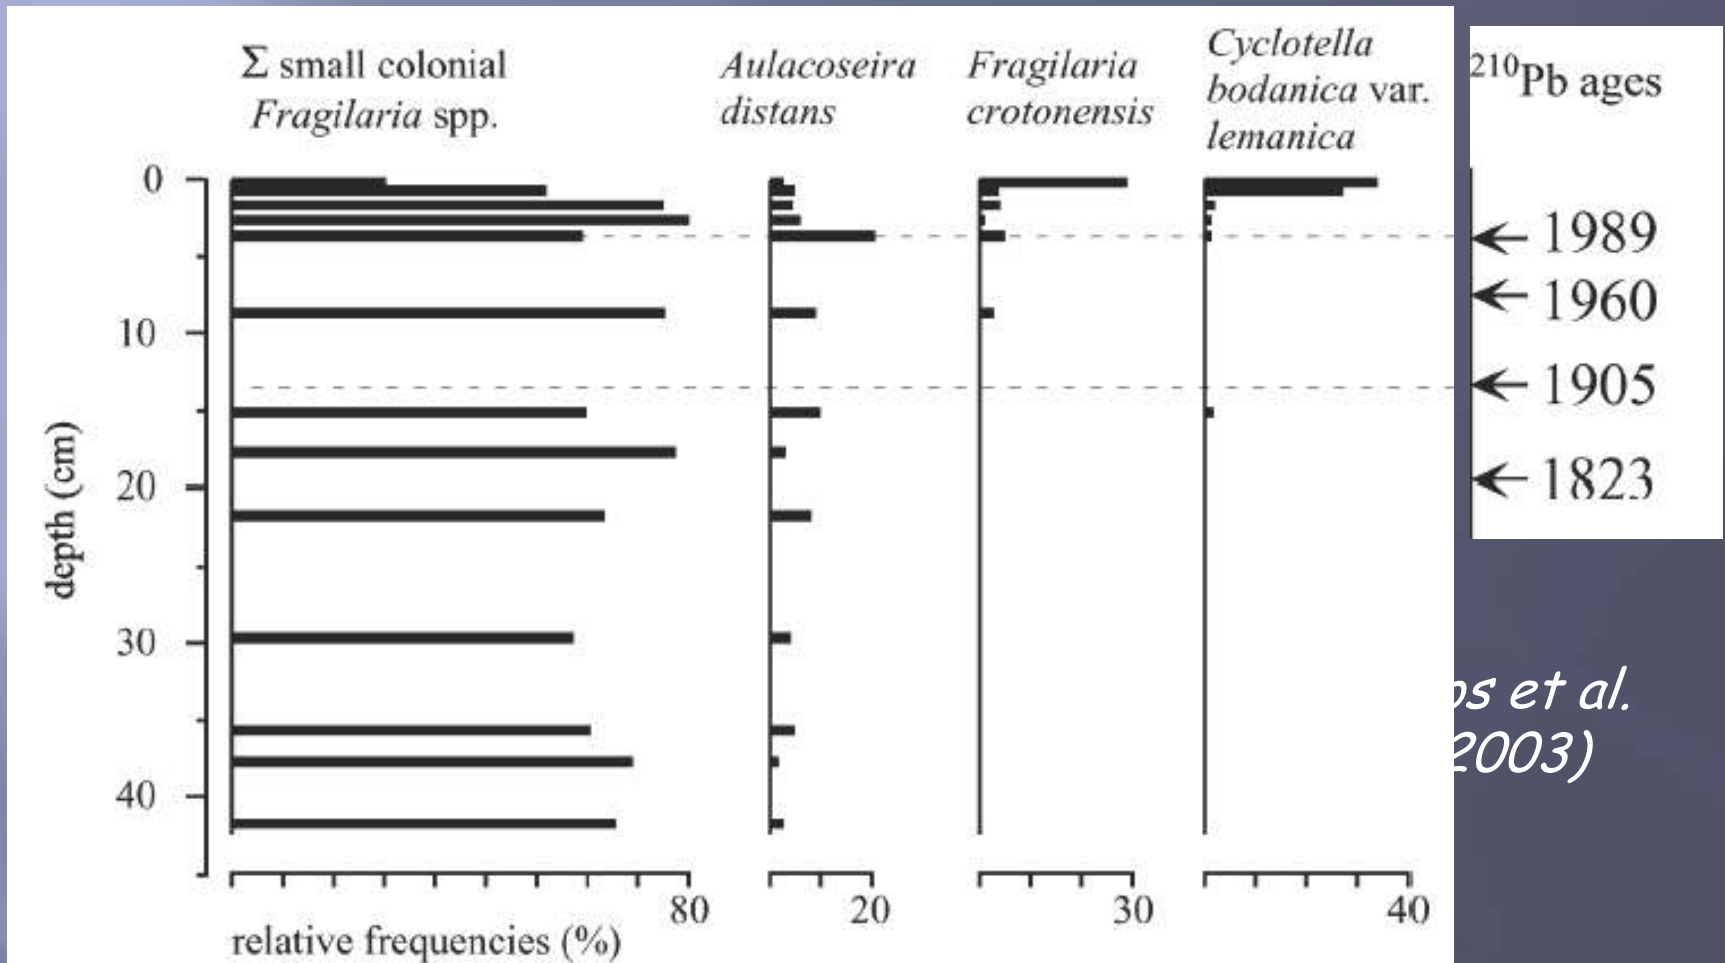 Σ small colonial
Fragilaria spp.
Aulacoseira
distans
Fragilaria
crotonensis
Cyclotella
bodanica var.
lemanica
²¹⁰Pb ages
0
10
20
30
40
depth (cm)
1989
1960
1905
1823
et al.
2003)
80
20
30
40
relative frequencies (%)